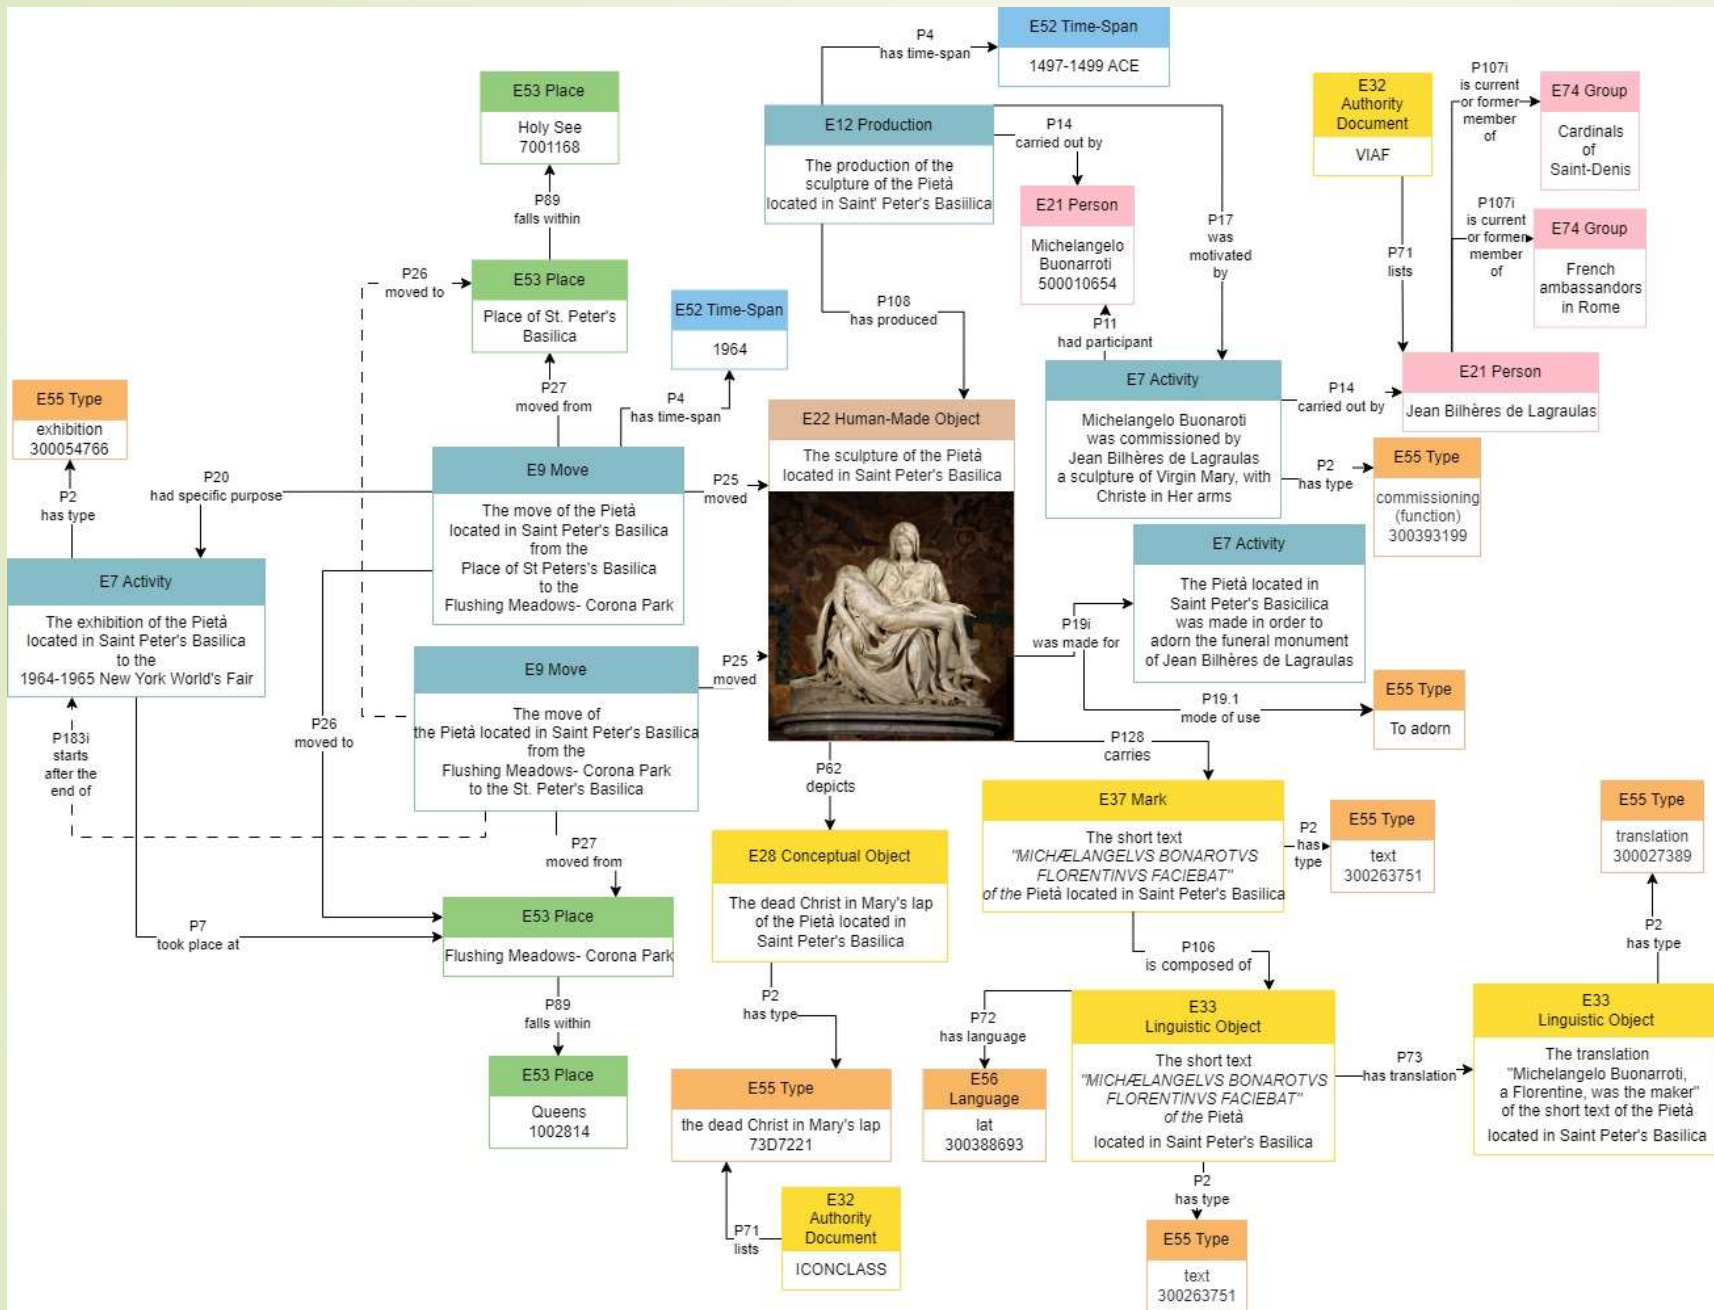 P4
has time-span
E52 Time-Span
1497-1499 ACE
E53 Place
Holy See
7001168
E12 Production
The production of the
sculpture of the Pietà
located in Saint' Peter's Basiilica
P14
carried out by
E21 Person
Michelangelo
Buonarroti
500010654
E32
Authority
Document
VIAF
P107i
is current
or former
member
of
E74 Group
Cardinals
of
Saint-Denis
P107i
is current
or former
member
of
E74 Group
French
ambassandors
in Rome
P89
falls within
P17
was
motivated
by
P71
lists
P26
moved to
E53 Place
Place of St. Peter's
Basilica
E52 Time-Span
1964
P108
has produced
P11
had participant
P27
moved from
P4
has time-span
E7 Activity
Michelangelo Buonaroti
was commissioned by
Jean Bilhères de Lagraulas
a sculpture of Virgin Mary, with
Christe in Her arms
P14
carried out by
E21 Person
Jean Bilhères de Lagraulas
E55 Type
exhibition
300054766
P2
has type
P20
had specific purpose
E9 Move
The move of the Pietà
located in Saint Peter's Basilica
from the
Place of St Peters's Basilica
to the
Flushing Meadows- Corona Park
P25
moved
E22 Human-Made Object
The sculpture of the Pietà
located in Saint Peter's Basilica
P2
has type
E55 Type
commissioning
(function)
300393199
E7 Activity
The Pietà located in
Saint Peter's Basicilica
was made in order to
adorn the funeral monument
of Jean Bilhères de Lagraulas
E7 Activity
The exhibition of the Pietà
located in Saint Peter's Basilica
to the
1964-1965 New York World's Fair
P19i
was made for
E9 Move
The move of
the Pietà located in Saint Peter's Basilica
from the
Flushing Meadows- Corona Park
to the St. Peter's Basilica
P25
moved
P19.1
mode of use
E55 Type
To adorn
P183i
starts
after the
end of
P26
moved to
P128
carries
P62
depicts
E37 Mark
The short text
"MICHÆLANGELVS BONAROTVS
FLORENTINVS FACIEBAT"
of the Pietà located in Saint Peter's Basilica
P2
has
type
E55 Type
text
300263751
E55 Type
translation
300027389
P27
moved from
E28 Conceptual Object
The dead Christ in Mary's lap
of the Pietà located in
Saint Peter's Basilica
P7
took place at
E53 Place
Flushing Meadows- Corona Park
P106
is composed of
P2
has type
P89
falls within
P2
has type
P72
has language
E33
Linguistic Object
The short text
"MICHÆLANGELVS BONAROTVS
FLORENTINVS FACIEBAT"
of the Pietà
located in Saint Peter's Basilica
P73
has translation
E33
Linguistic Object
The translation
"Michelangelo Buonarroti,
a Florentine, was the maker"
of the short text of the Pietà
located in Saint Peter's Basilica
E53 Place
Queens
1002814
E55 Type
the dead Christ in Mary's lap
73D7221
E56
Language
lat
300388693
P2
has type
P71
lists
E32
Authority
Document
ICONCLASS
E55 Type
text
300263751